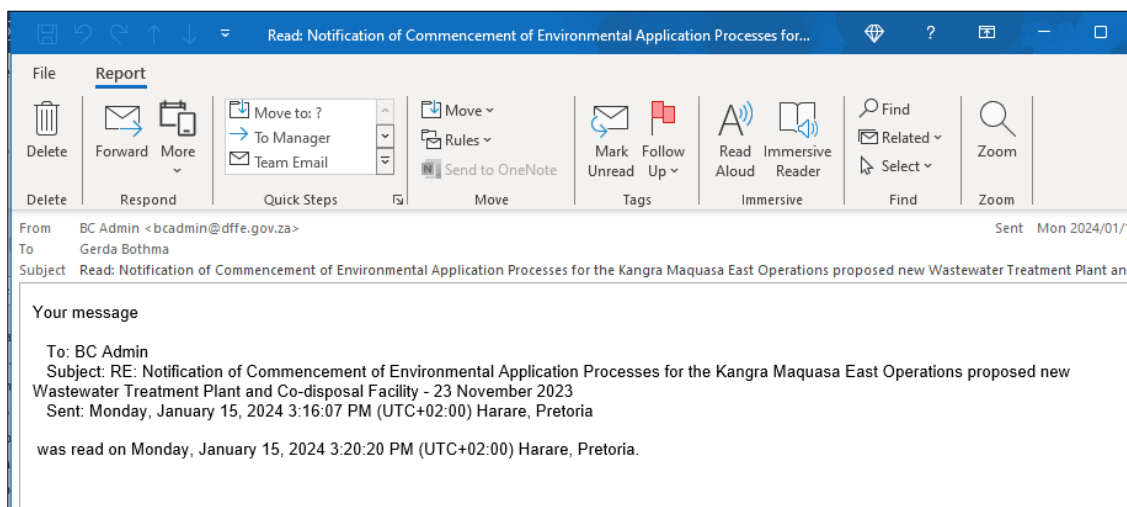 Read: Notification of Commencement of Environmental Application Processes for...
?
File
Report
Delete
Forward
More
Move to: ?
To Manager
Team Email
Move
Rules
Send to OneNote
Mark Unread
Follow Up
Read Aloud
Immersive Reader
Find
Related
Select
Zoom
Delete
Respond
Quick Steps
Move
Tags
Immersive
Find
Zoom
From BC Admin <bcadmin@dffe.gov.za> Sent Mon 2024/01/1
To Gerda Bothma
Subject Read: Notification of Commencement of Environmental Application Processes for the Kangra Maquasa East Operations proposed new Wastewater Treatment Plant an
Your message
To: BC Admin
Subject: RE: Notification of Commencement of Environmental Application Processes for the Kangra Maquasa East Operations proposed new
Wastewater Treatment Plant and Co-disposal Facility - 23 November 2023
Sent: Monday, January 15, 2024 3:16:07 PM (UTC+02:00) Harare, Pretoria
was read on Monday, January 15, 2024 3:20:20 PM (UTC+02:00) Harare, Pretoria.